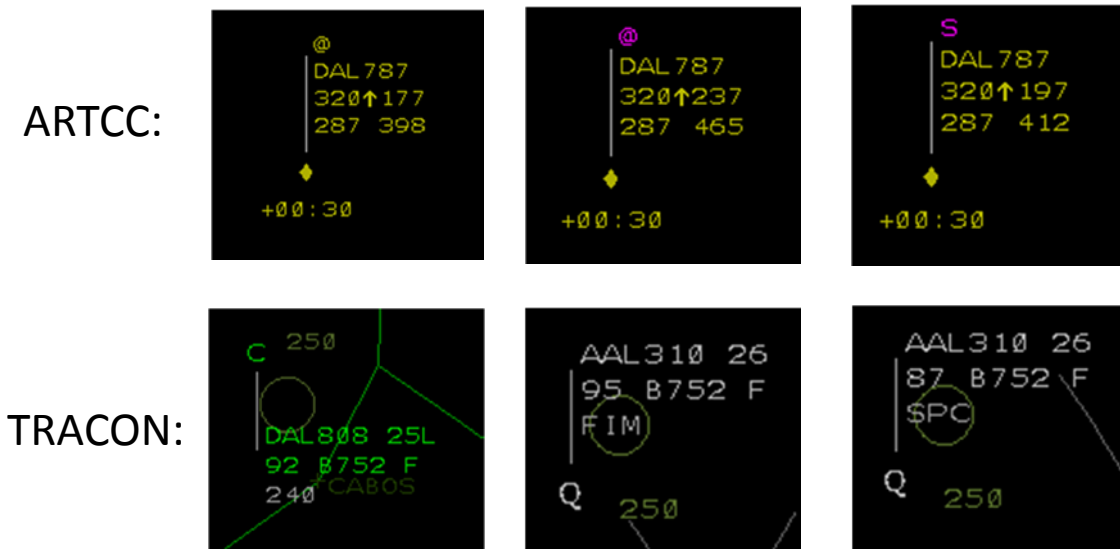 ARTCC:
@
DAL787
320↑177
287 398
+00:30
@
DAL787
320↑237
287 465
+00:30
S
DAL787
320↑197
287 412
+00:30
TRACON:
C 250
DAL808 25L
92 B752 F
240 CABOS
AAL310 26
95 B752 F
FIM
Q
250
AAL310 26
87 B752 F
SPC
Q
250